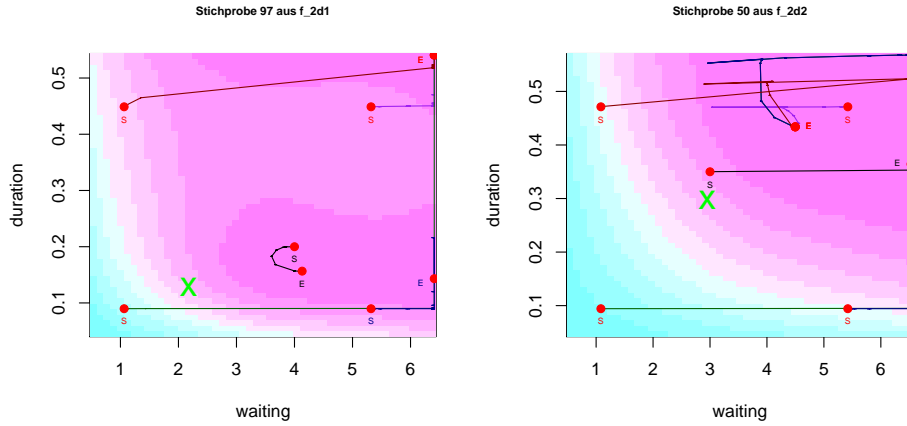 Stichprobe 97 aus f_2d1
duration
0.1 0.2 0.3 0.4 0.5
S
S
E
S
E
E
S
S
X
1 2 3 4 5 6
waiting
Stichprobe 50 aus f_2d2
duration
0.1 0.2 0.3 0.4 0.5
S
S
E
E
S
X
S
S
1 2 3 4 5 6
waiting